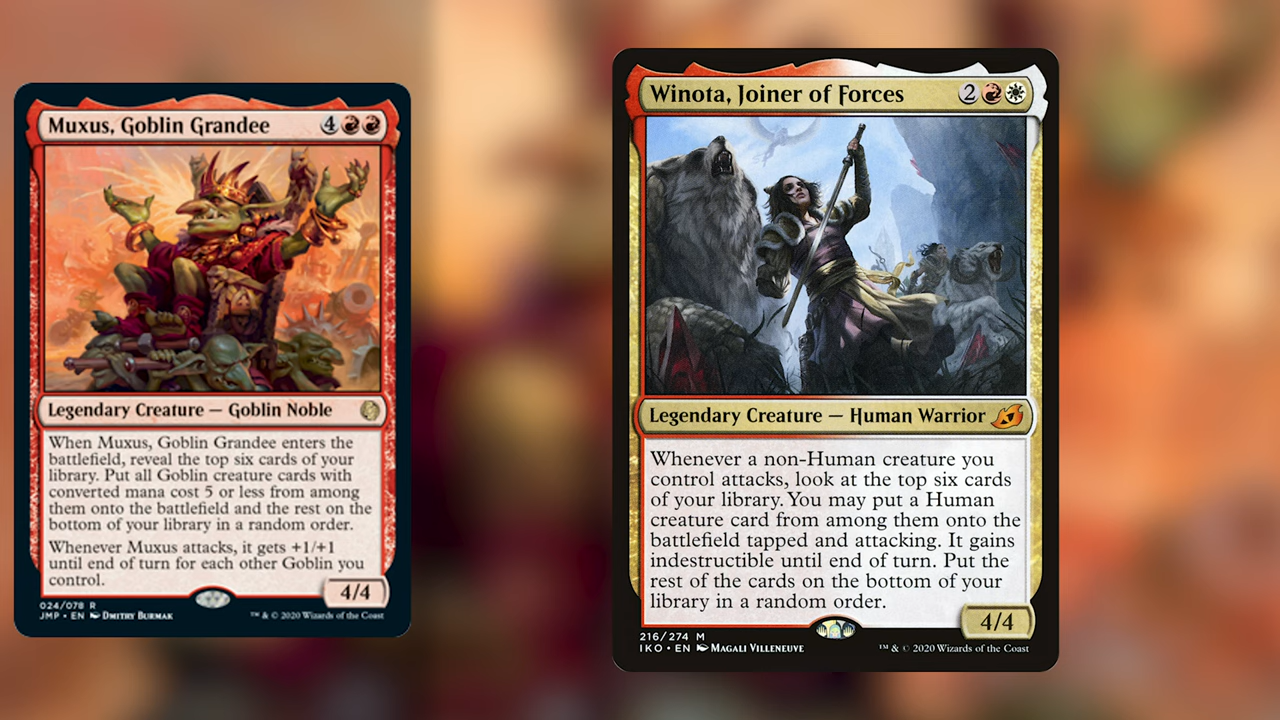 Muxus, Goblin Grandee 4
Legendary Creature — Goblin Noble
When Muxus, Goblin Grandee enters the
battlefield, reveal the top six cards of your
library. Put all Goblin creature cards with
converted mana cost 5 or less from among
them onto the battlefield and the rest on the
bottom of your library in a random order.
Whenever Muxus attacks, it gets +1/+1
until end of turn for each other Goblin you
control.
4/4
024/078 R
JMP • EN Dmitry Burmak
™ & © 2020 Wizards of the Coast
Winota, Joiner of Forces 2
Legendary Creature — Human Warrior
Whenever a non-Human creature you
control attacks, look at the top six cards
of your library. You may put a Human
creature card from among them onto the
battlefield tapped and attacking. It gains
indestructible until end of turn. Put the
rest of the cards on the bottom of your
library in a random order.
4/4
216/274 M
IKO • EN Magali Villeneuve
™ & © 2020 Wizards of the Coast